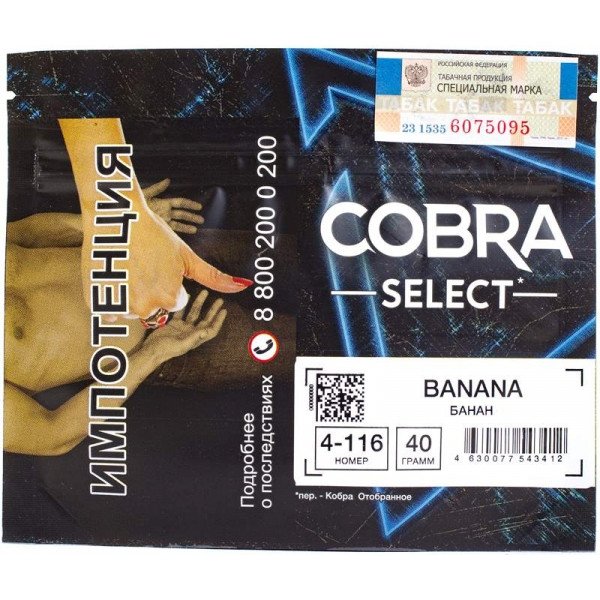 РОССИЙСКАЯ ФЕДЕРАЦИЯ
ТАБАЧНАЯ ПРОДУКЦИЯ
СПЕЦИАЛЬНАЯ МАРКА
ТАБАК ТАБАК ТАБАК
23 1535 6075095
ИМПОТЕНЦИЯ
Подробнее
о последствиях 8 800 200 0 200
COBRA
SELECT*
BANANA
БАНАН
4-116
НОМЕР
40
ГРАММ
4 630077 543412
*пер. - Кобра Отобранное